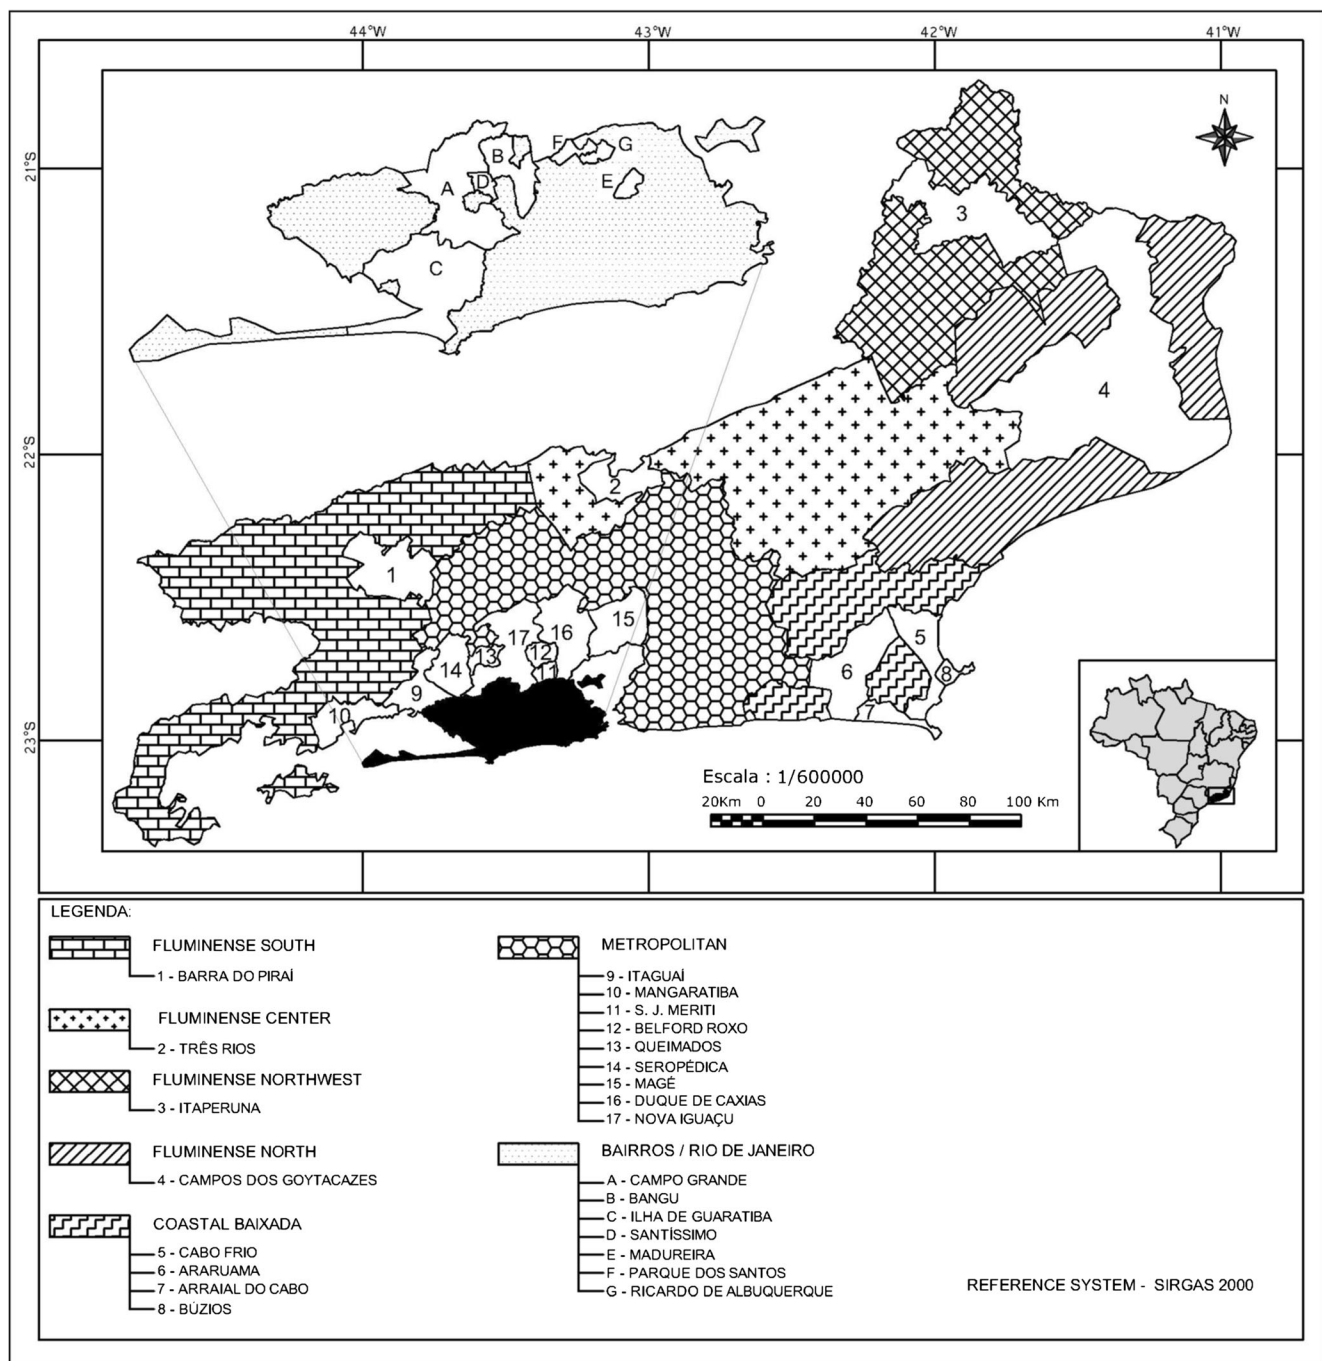 44°W 43°W 42°W 41°W
N
21°S
22°S
23°S
A
B
C
D
E
F
G
1
2
3
4
5
6
7
8
9
10
11
12
13
14
15
16
17
Escala : 1/600000
20Km 0 20 40 60 80 100 Km
LEGENDA:
FLUMINENSE SOUTH
1 - BARRA DO PIRAÍ
FLUMINENSE CENTER
2 - TRÊS RIOS
FLUMINENSE NORTHWEST
3 - ITAPERUNA
FLUMINENSE NORTH
4 - CAMPOS DOS GOYTACAZES
COASTAL BAIXADA
5 - CABO FRIO
6 - ARARUAMA
7 - ARRAIAL DO CABO
8 - BÚZIOS
METROPOLITAN
9 - ITAGUAÍ
10 - MANGARATIBA
11 - S. J. MERITI
12 - BELFORD ROXO
13 - QUEIMADOS
14 - SEROPÉDICA
15 - MAGÉ
16 - DUQUE DE CAXIAS
17 - NOVA IGUAÇU
BAIRROS / RIO DE JANEIRO
A - CAMPO GRANDE
B - BANGU
C - ILHA DE GUARATIBA
D - SANTÍSSIMO
E - MADUREIRA
F - PARQUE DOS SANTOS
G - RICARDO DE ALBUQUERQUE
REFERENCE SYSTEM - SIRGAS 2000